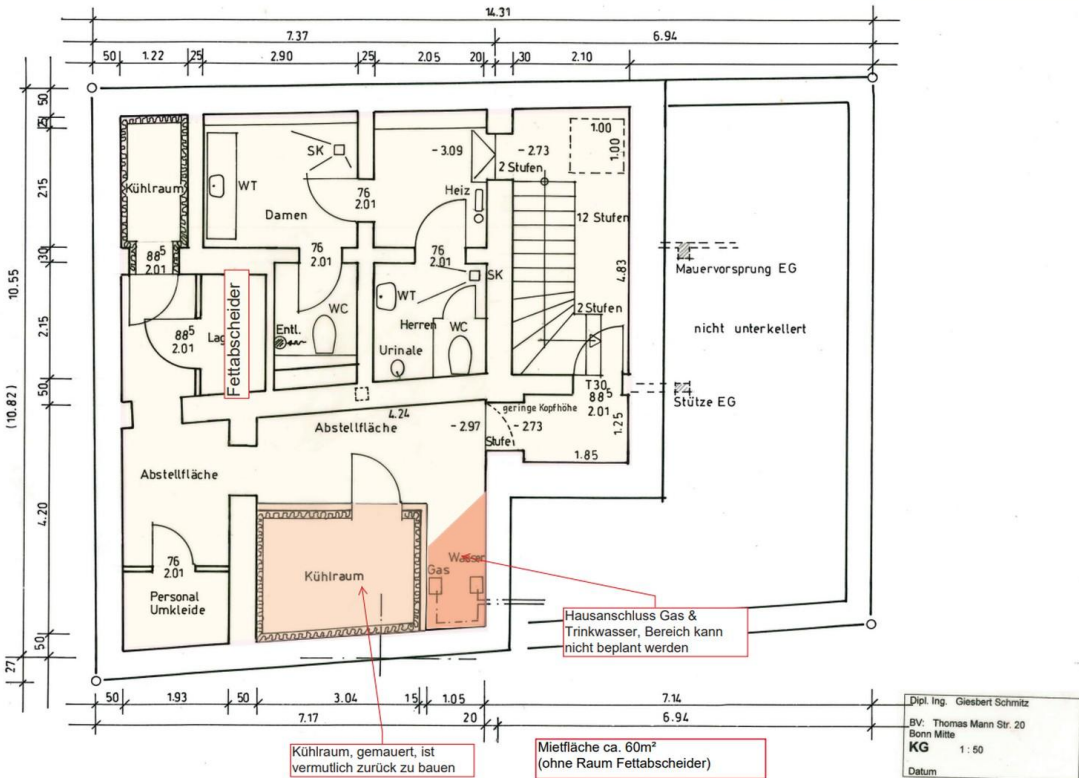 14.31
7.37
6.94
50
1.22
25
2.90
25
2.05
20
30
2.10
50
25
2.15
30
2.15
50
4.20
50
27
10.55
(10.82)
Kühlraum
88⁵
2.01
WT
SK
Damen
76
2.01
76
2.01
- 3.09
Heiz
76
2.01
- 2.73
2 Stufen
1.00
1.00
12 Stufen
4.83
2 Stufen
Mauervorsprung EG
nicht unterkellert
Stütze EG
88⁵
2.01
Lag
Fettabscheider
Entl.
WC
WT
SK
Herren
WC
Urinale
T30
88⁵
2.01
geringe Kopfhöhe
1.25
1.85
4.24
Abstellfläche
- 2.97
- 2.73
Stufe
Abstellfläche
76
2.01
Personal
Umkleide
Kühlraum
Gas
Wasser
Hausanschluss Gas &
Trinkwasser, Bereich kann
nicht beplant werden
50
1.93
50
3.04
15
1.05
7.14
7.17
20
6.94
Kühlraum, gemauert, ist
vermutlich zurück zu bauen
Mietfläche ca. 60m²
(ohne Raum Fettabscheider)
Dipl. Ing. Giesbert Schmitz
BV: Thomas Mann Str. 20
Bonn Mitte
KG 1 : 50
Datum